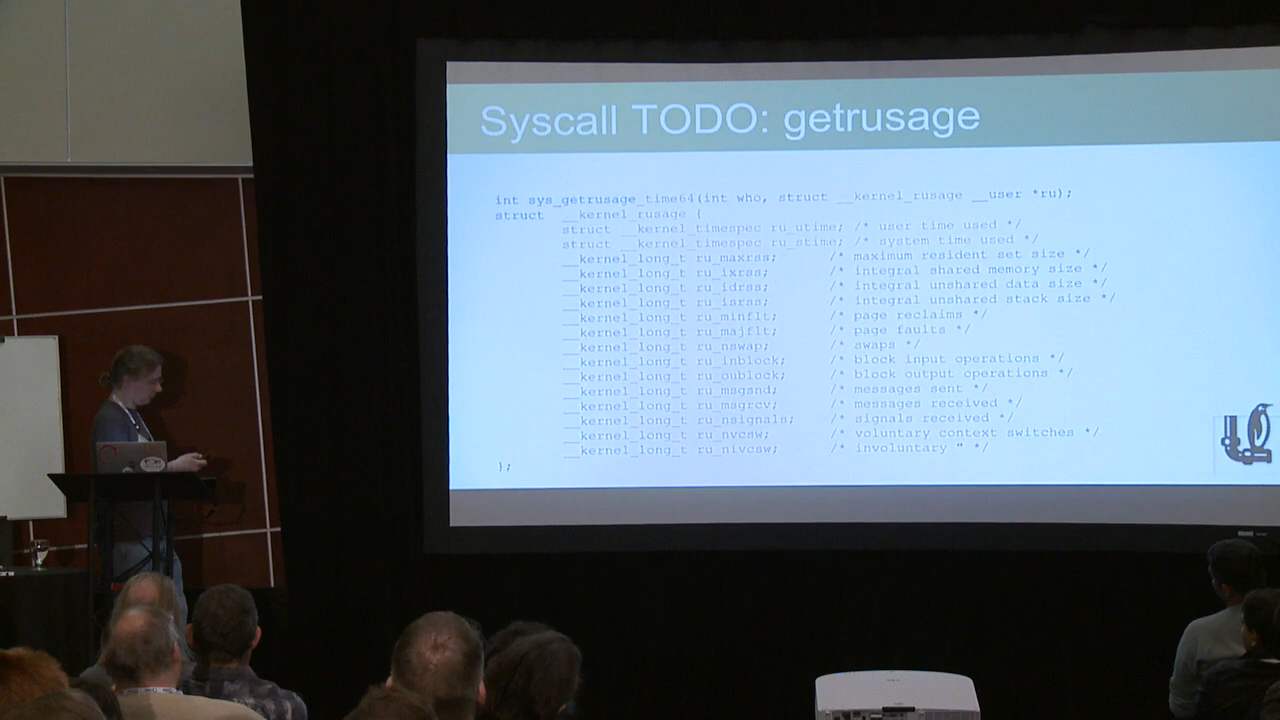 Syscall TODO: getrusage
int sys_getrusage_time64(int who, struct __kernel_rusage __user *ru);
struct __kernel_rusage {
struct __kernel_timespec ru_utime; /* user time used */
struct __kernel_timespec ru_stime; /* system time used */
__kernel_long_t ru_maxrss; /* maximum resident set size */
__kernel_long_t ru_ixrss; /* integral shared memory size */
__kernel_long_t ru_idrss; /* integral unshared data size */
__kernel_long_t ru_isrss; /* integral unshared stack size */
__kernel_long_t ru_minflt; /* page reclaims */
__kernel_long_t ru_majflt; /* page faults */
__kernel_long_t ru_nswap; /* swaps */
__kernel_long_t ru_inblock; /* block input operations */
__kernel_long_t ru_oublock; /* block output operations */
__kernel_long_t ru_msgsnd; /* messages sent */
__kernel_long_t ru_msgrcv; /* messages received */
__kernel_long_t ru_nsignals; /* signals received */
__kernel_long_t ru_nvcsw; /* voluntary context switches */
__kernel_long_t ru_nivcsw; /* involuntary " */
};